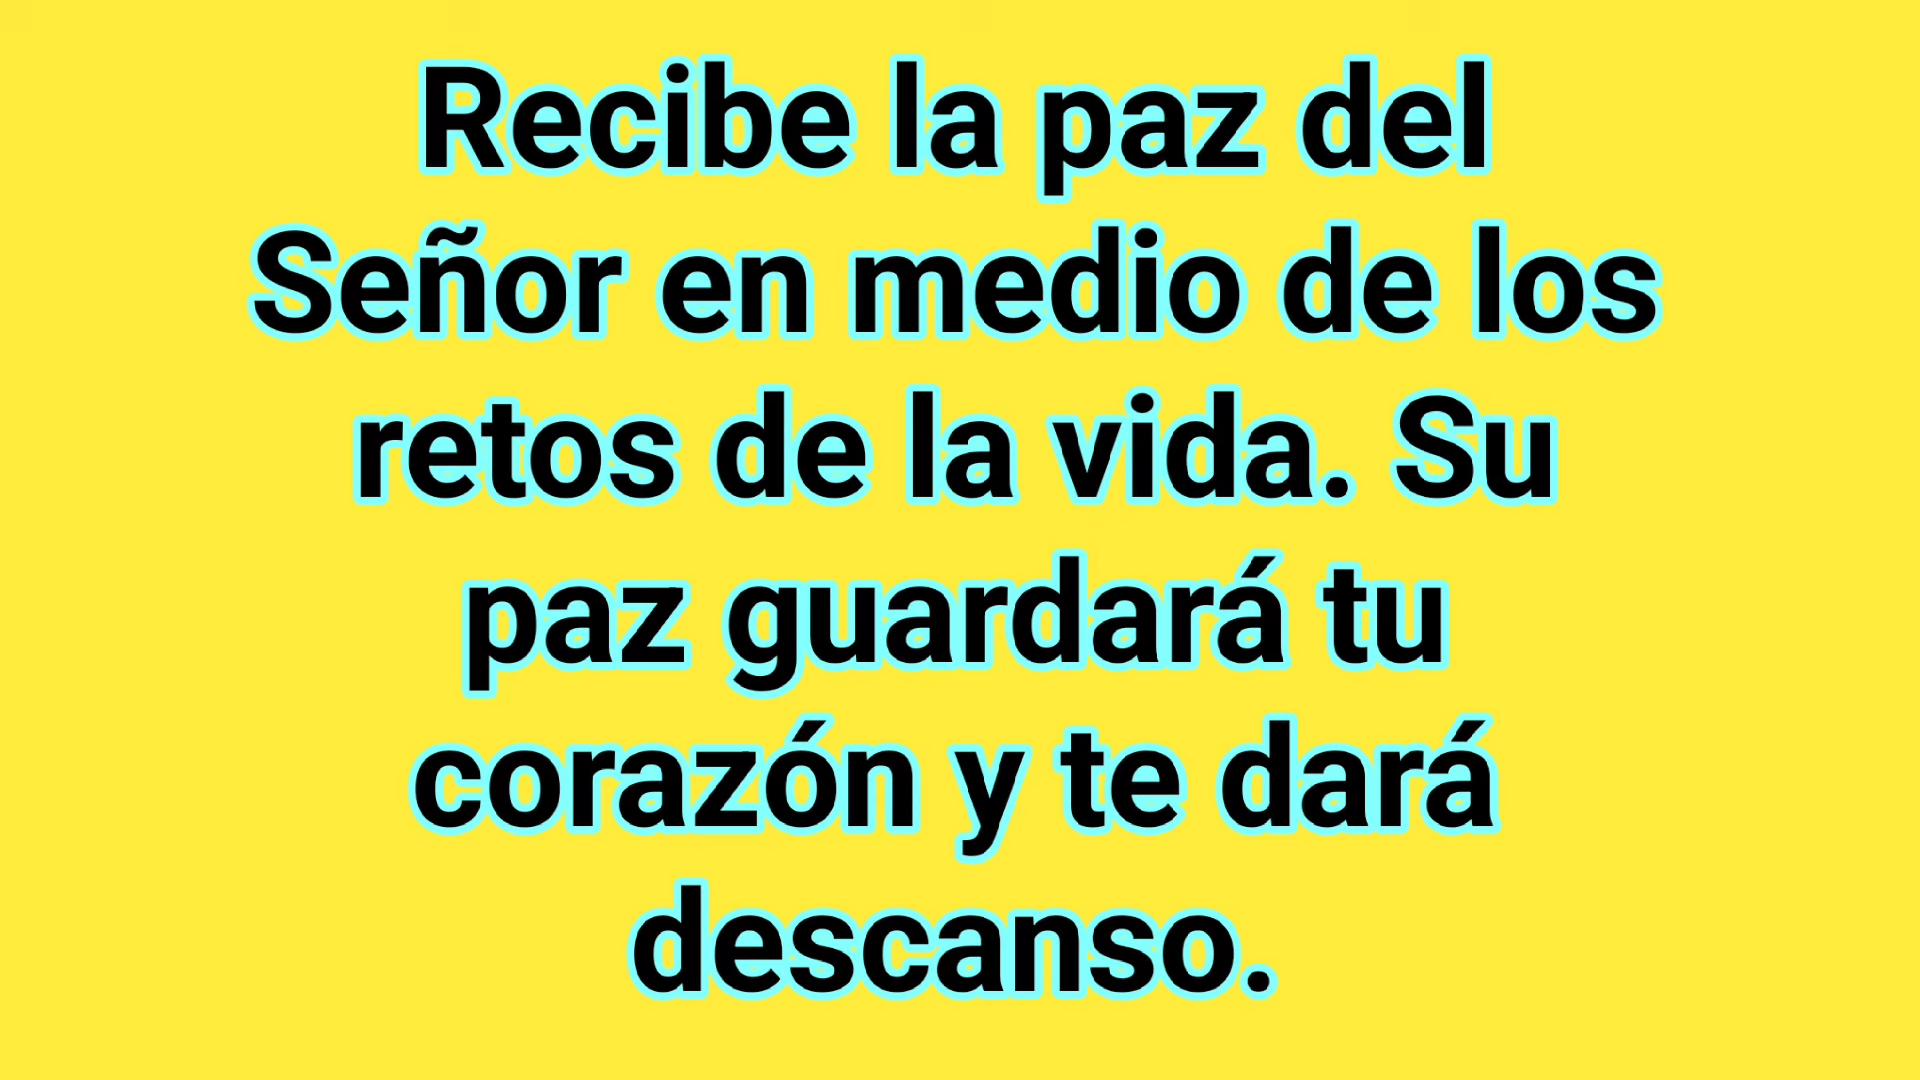 Recibe la paz del
Señor en medio de los
retos de la vida. Su
paz guardará tu
corazón y te dará
descanso.